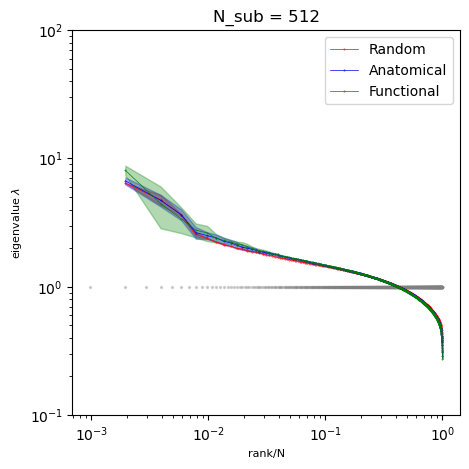 N_sub = 512
Random
Anatomical
Functional
eigenvalue λ
10²
10¹
10⁰
10⁻¹
10⁻³
10⁻²
10⁻¹
10⁰
rank/N